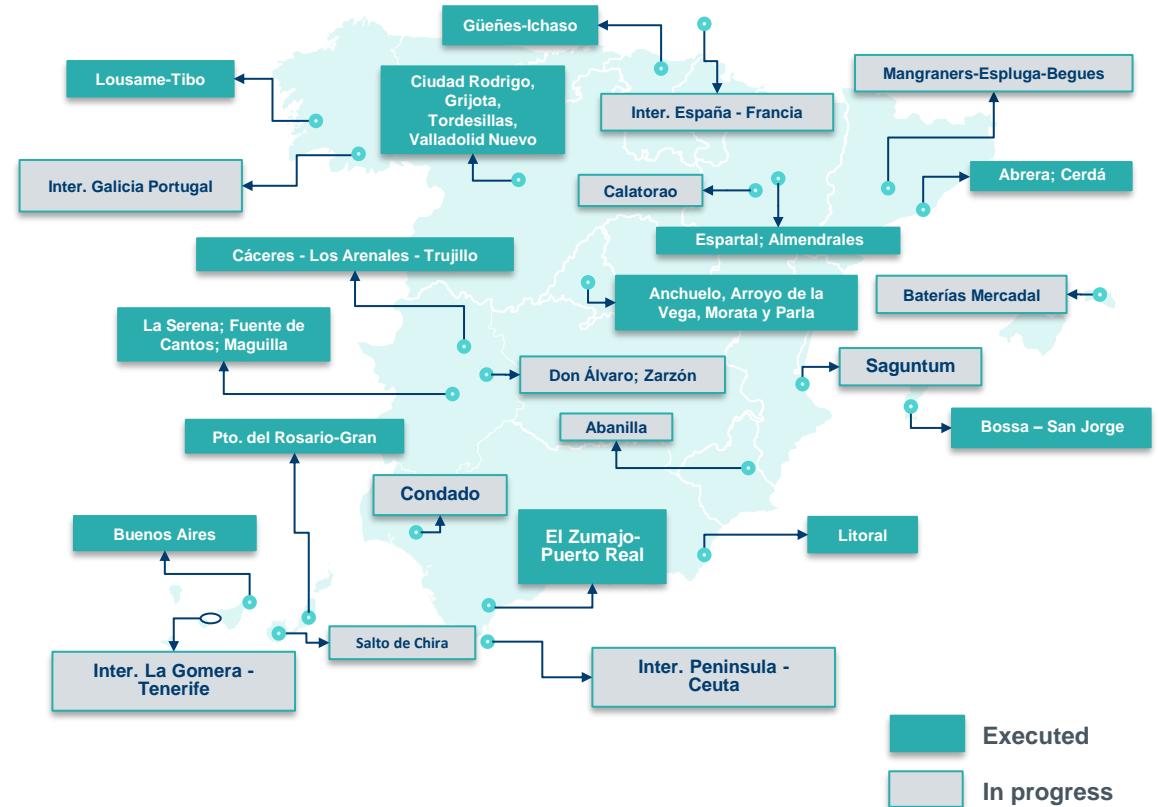 Güeñes-Ichaso
Lousame-Tibo
Ciudad Rodrigo,
Grijota,
Tordesillas,
Valladolid Nuevo
Inter. España - Francia
Mangraners-Espluga-Begues
Inter. Galicia Portugal
Calatorao
Abrera; Cerdá
Espartal; Almendrales
Cáceres - Los Arenales - Trujillo
Anchuelo, Arroyo de la
Vega, Morata y Parla
Baterías Mercadal
La Serena; Fuente de
Cantos; Maguilla
Don Álvaro; Zarzón
Saguntum
Pto. del Rosario-Gran
Abanilla
Bossa – San Jorge
Condado
Buenos Aires
El Zumajo-
Puerto Real
Litoral
Salto de Chira
Inter. La Gomera -
Tenerife
Inter. Peninsula -
Ceuta
Executed
In progress